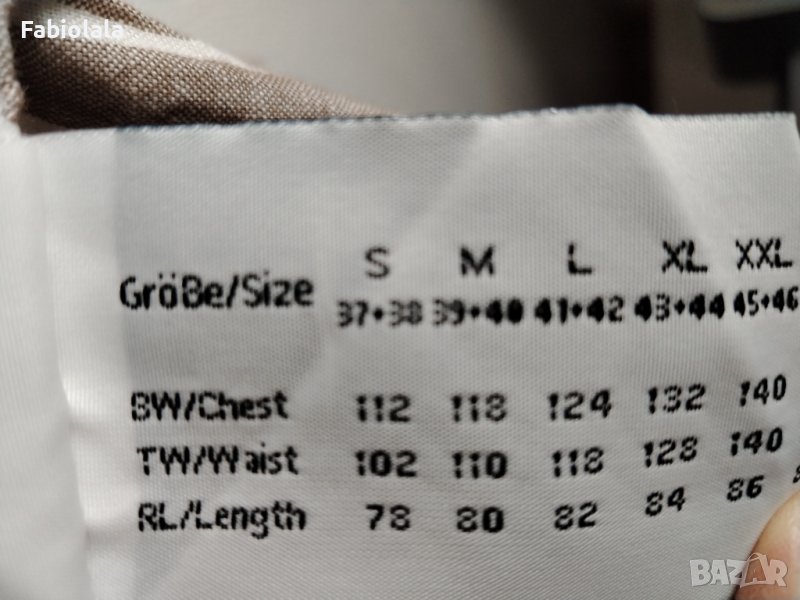 Fabiolala
S M L XL XXL
Größe/Size 37+38 39+40 41+42 43+44 45+46
BW/Chest 112 118 124 132 140
TW/Waist 102 110 118 128 140
RL/Length 78 80 82 84 86
BAZAR